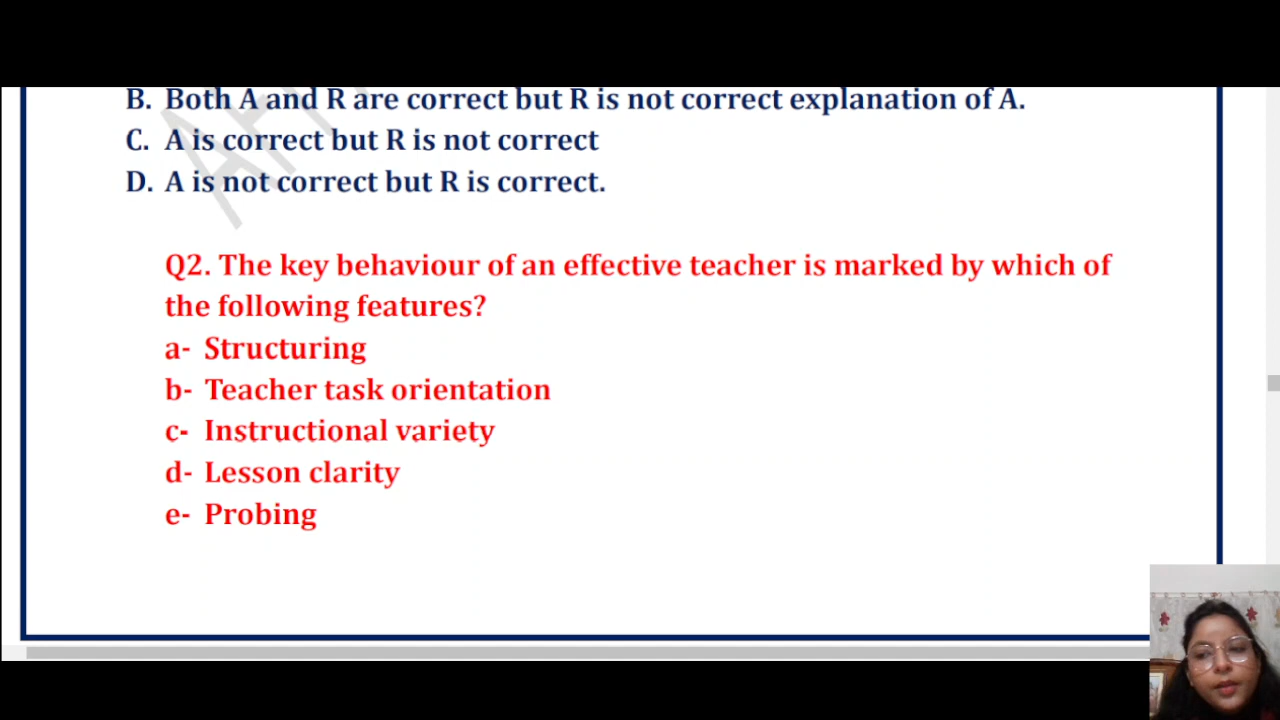 B. Both A and R are correct but R is not correct explanation of A.
C. A is correct but R is not correct
D. A is not correct but R is correct.
Q2. The key behaviour of an effective teacher is marked by which of
the following features?
a- Structuring
b- Teacher task orientation
c- Instructional variety
d- Lesson clarity
e- Probing